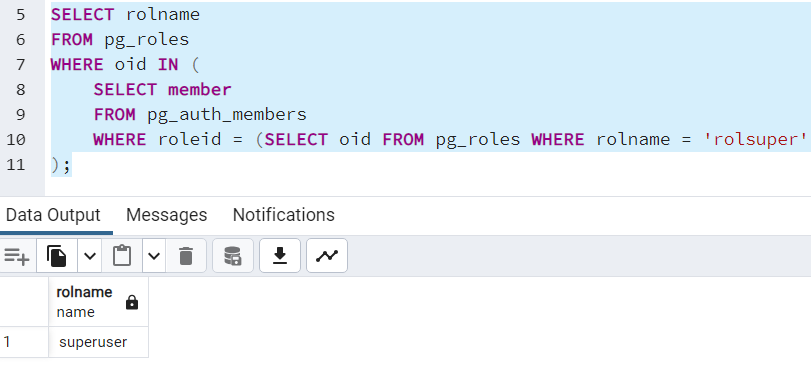 5 SELECT rolname
6 FROM pg_roles
7 WHERE oid IN (
8 SELECT member
9 FROM pg_auth_members
10 WHERE roleid = (SELECT oid FROM pg_roles WHERE rolname = 'rolsuper'
11 );
Data Output Messages Notifications
rolname
name
1 superuser